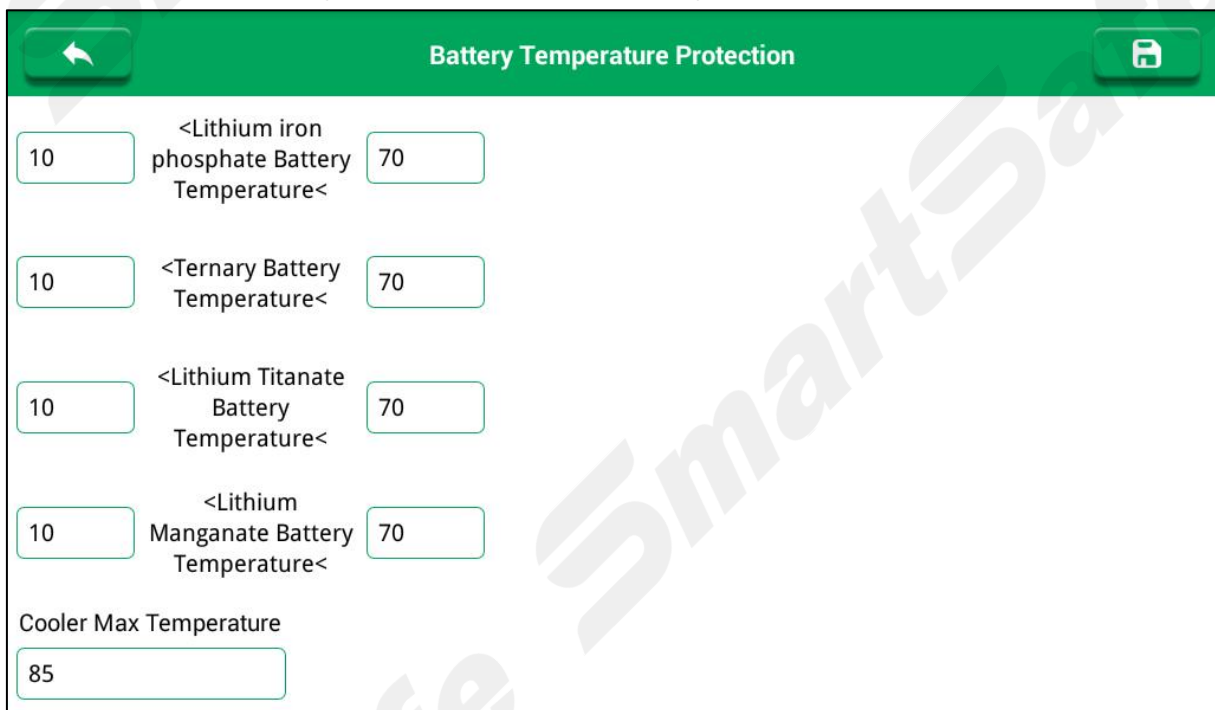 Battery Temperature Protection
<Lithium iron
10 phosphate Battery 70
Temperature<
10 <Ternary Battery 70
Temperature<
<Lithium Titanate
10 Battery 70
Temperature<
<Lithium
10 Manganate Battery 70
Temperature<
Cooler Max Temperature
85
SmartSafe